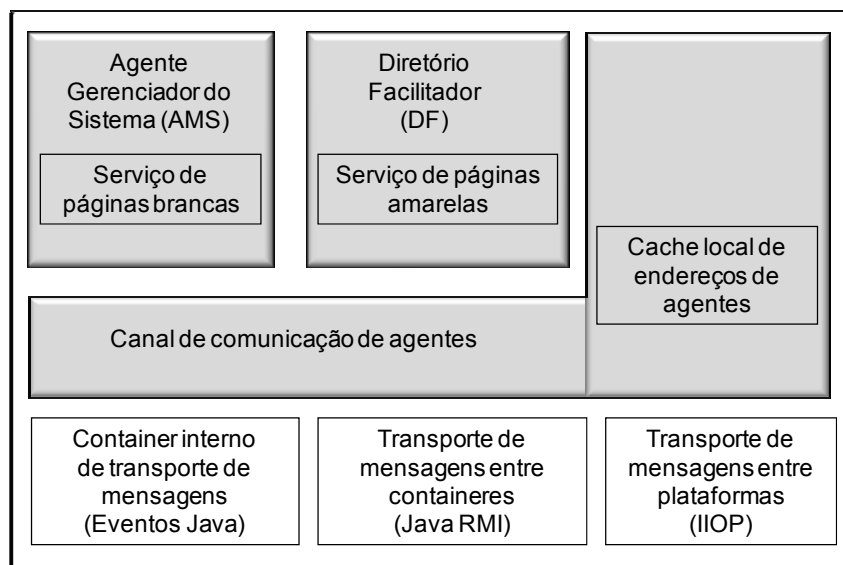 Agente
Gerenciador do
Sistema (AMS)
Serviço de
páginas brancas
Diretório
Facilitador
(DF)
Serviço de páginas
amarelas
Cache local de
endereços de
agentes
Canal de comunicação de agentes
Container interno
de transporte de
mensagens
(Eventos Java)
Transporte de
mensagens entre
containeres
(Java RMI)
Transporte de
mensagens entre
plataformas
(IIOP)